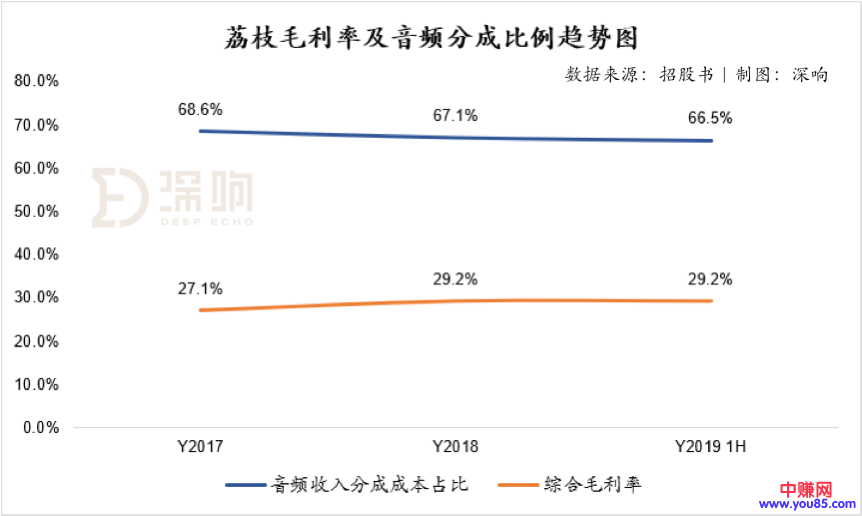 荔枝毛利率及音频分成比例趋势图
数据来源：招股书 | 制图：深响
80.0%
70.0%
60.0%
50.0%
40.0%
30.0%
20.0%
10.0%
0.0%
68.6%
67.1%
66.5%
深响
DEEP ECHO
27.1%
29.2%
29.2%
Y2017
Y2018
Y2019 1H
音频收入分成成本占比
综合毛利率
中赚网
www.you85.com